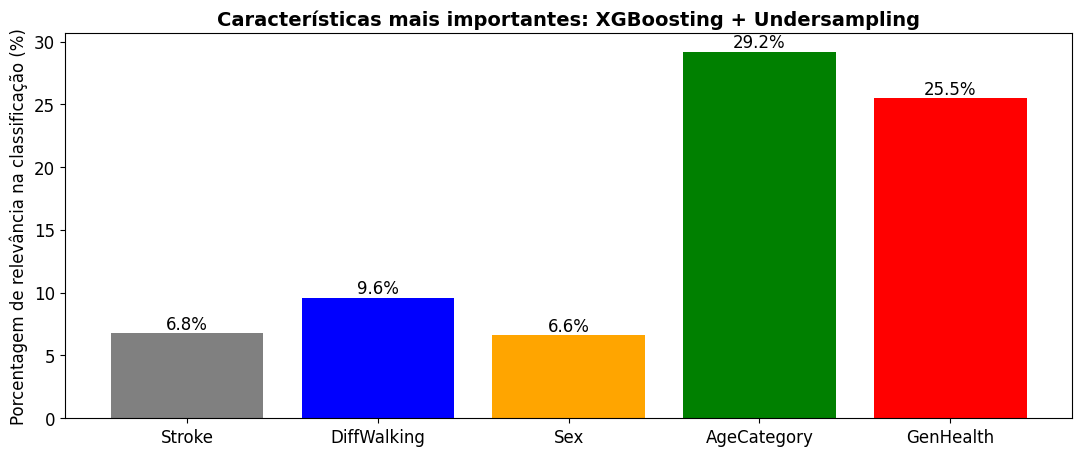 Características mais importantes: XGBoosting + Undersampling
Porcentagem de relevância na classificação (%)
30
25
20
15
10
5
0
6.8%
9.6%
6.6%
29.2%
25.5%
Stroke
DiffWalking
Sex
AgeCategory
GenHealth